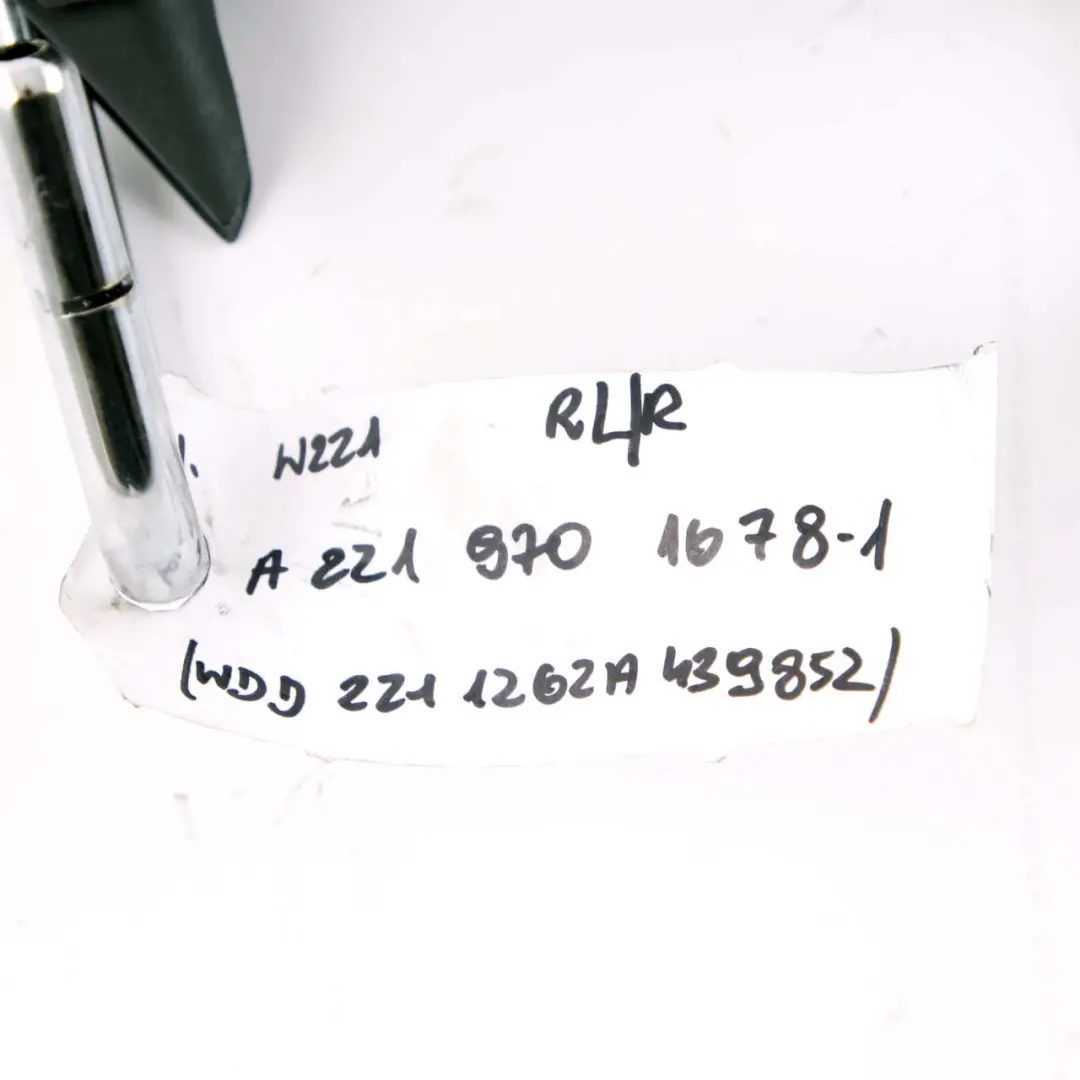 W221 RL/R
A 221 970 1678-1
(WDD 221 1262A 439852)